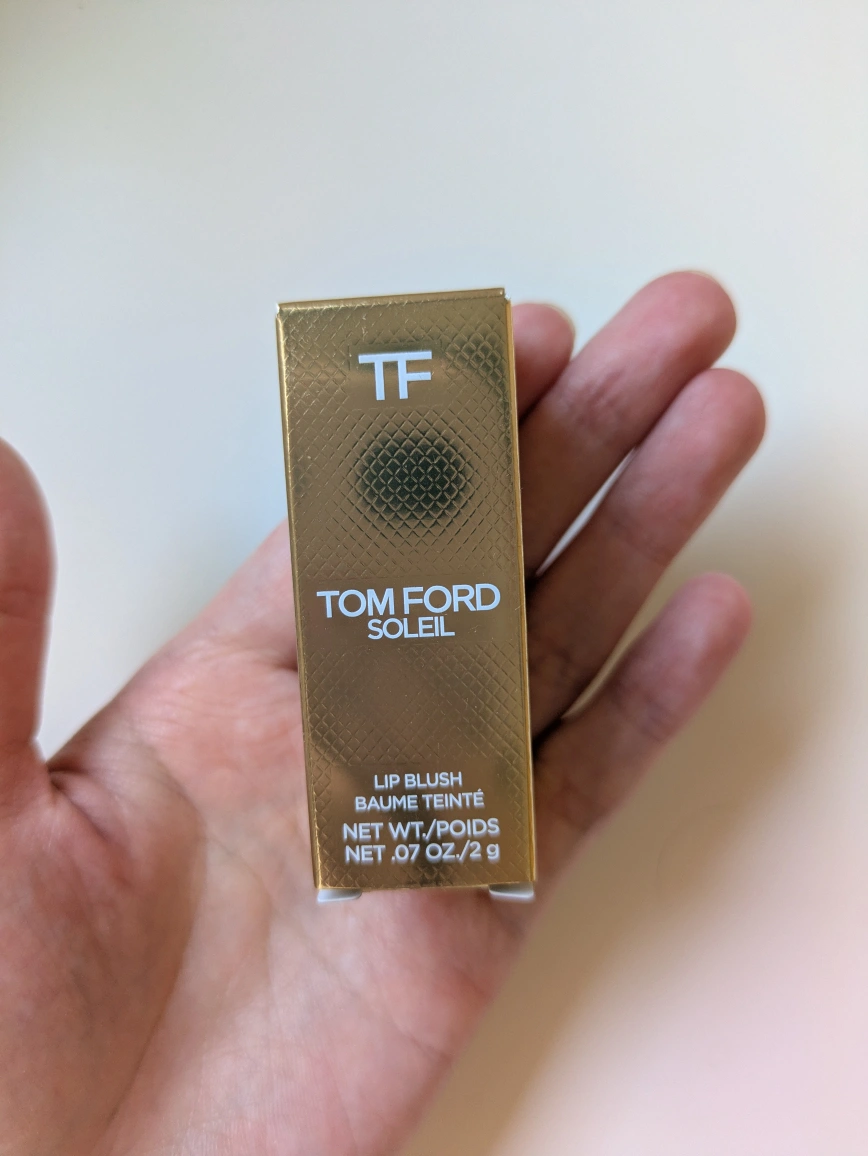 TF
TOM FORD
SOLEIL
LIP BLUSH
BAUME TEINTÉ
NET WT./POIDS
NET .07 OZ./2 g